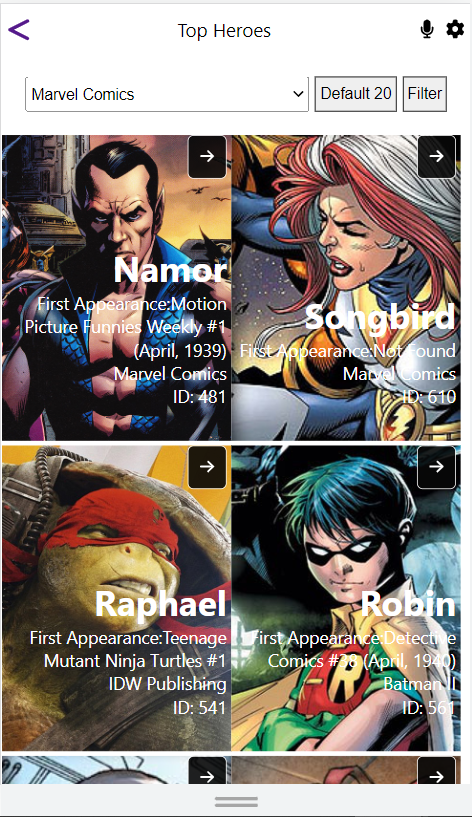 Top Heroes
Marvel Comics
Default 20
Filter
Namor
First Appearance:Motion
Picture Funnies Weekly #1
(April, 1939)
Marvel Comics
ID: 481
Songbird
First Appearance:Not Found
Marvel Comics
ID: 610
Raphael
First Appearance:Teenage
Mutant Ninja Turtles #1
IDW Publishing
ID: 541
Robin
First Appearance:Detective
Comics #38 (April, 1940)
Batman II
ID: 561